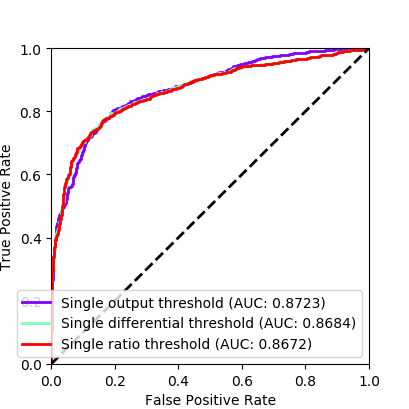 1.0
0.8
0.6
0.4
0.2
0.0
True Positive Rate
Single output threshold (AUC: 0.8723)
Single differential threshold (AUC: 0.8684)
Single ratio threshold (AUC: 0.8672)
0.0 0.2 0.4 0.6 0.8 1.0
False Positive Rate